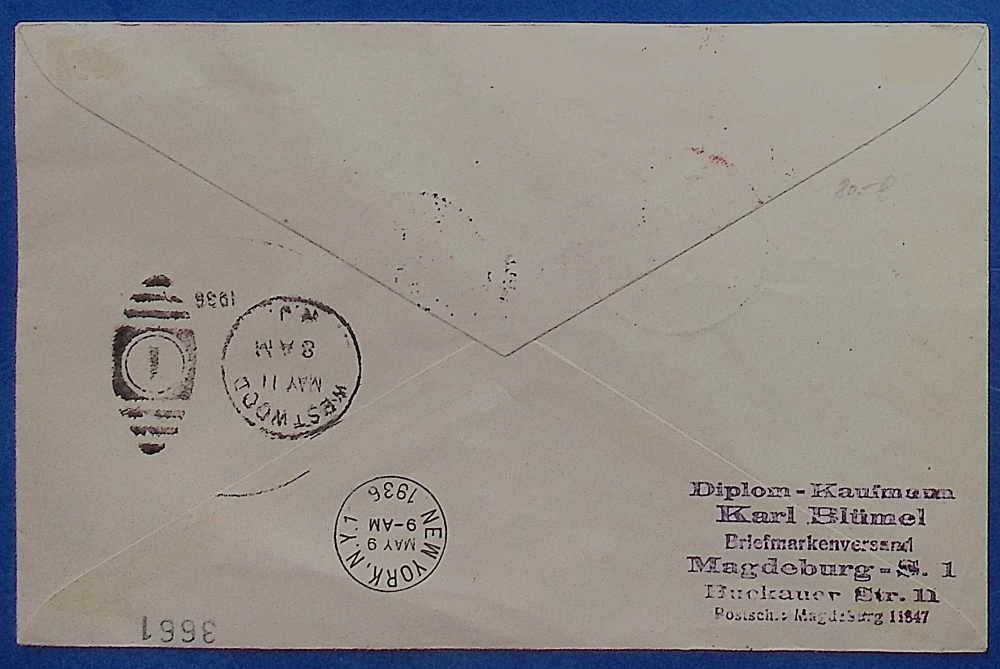 WESTWOOD
MAY 11
8 AM
N.J.
1936
1
NEW YORK, N.Y. 1
MAY 9
9-AM
1936
3661
Diplom-Kaufmann
Karl Blümel
Briefmarkenversand
Magdeburg-S. 1
Buckauer Str. 11
Postsch.: Magdeburg 11847